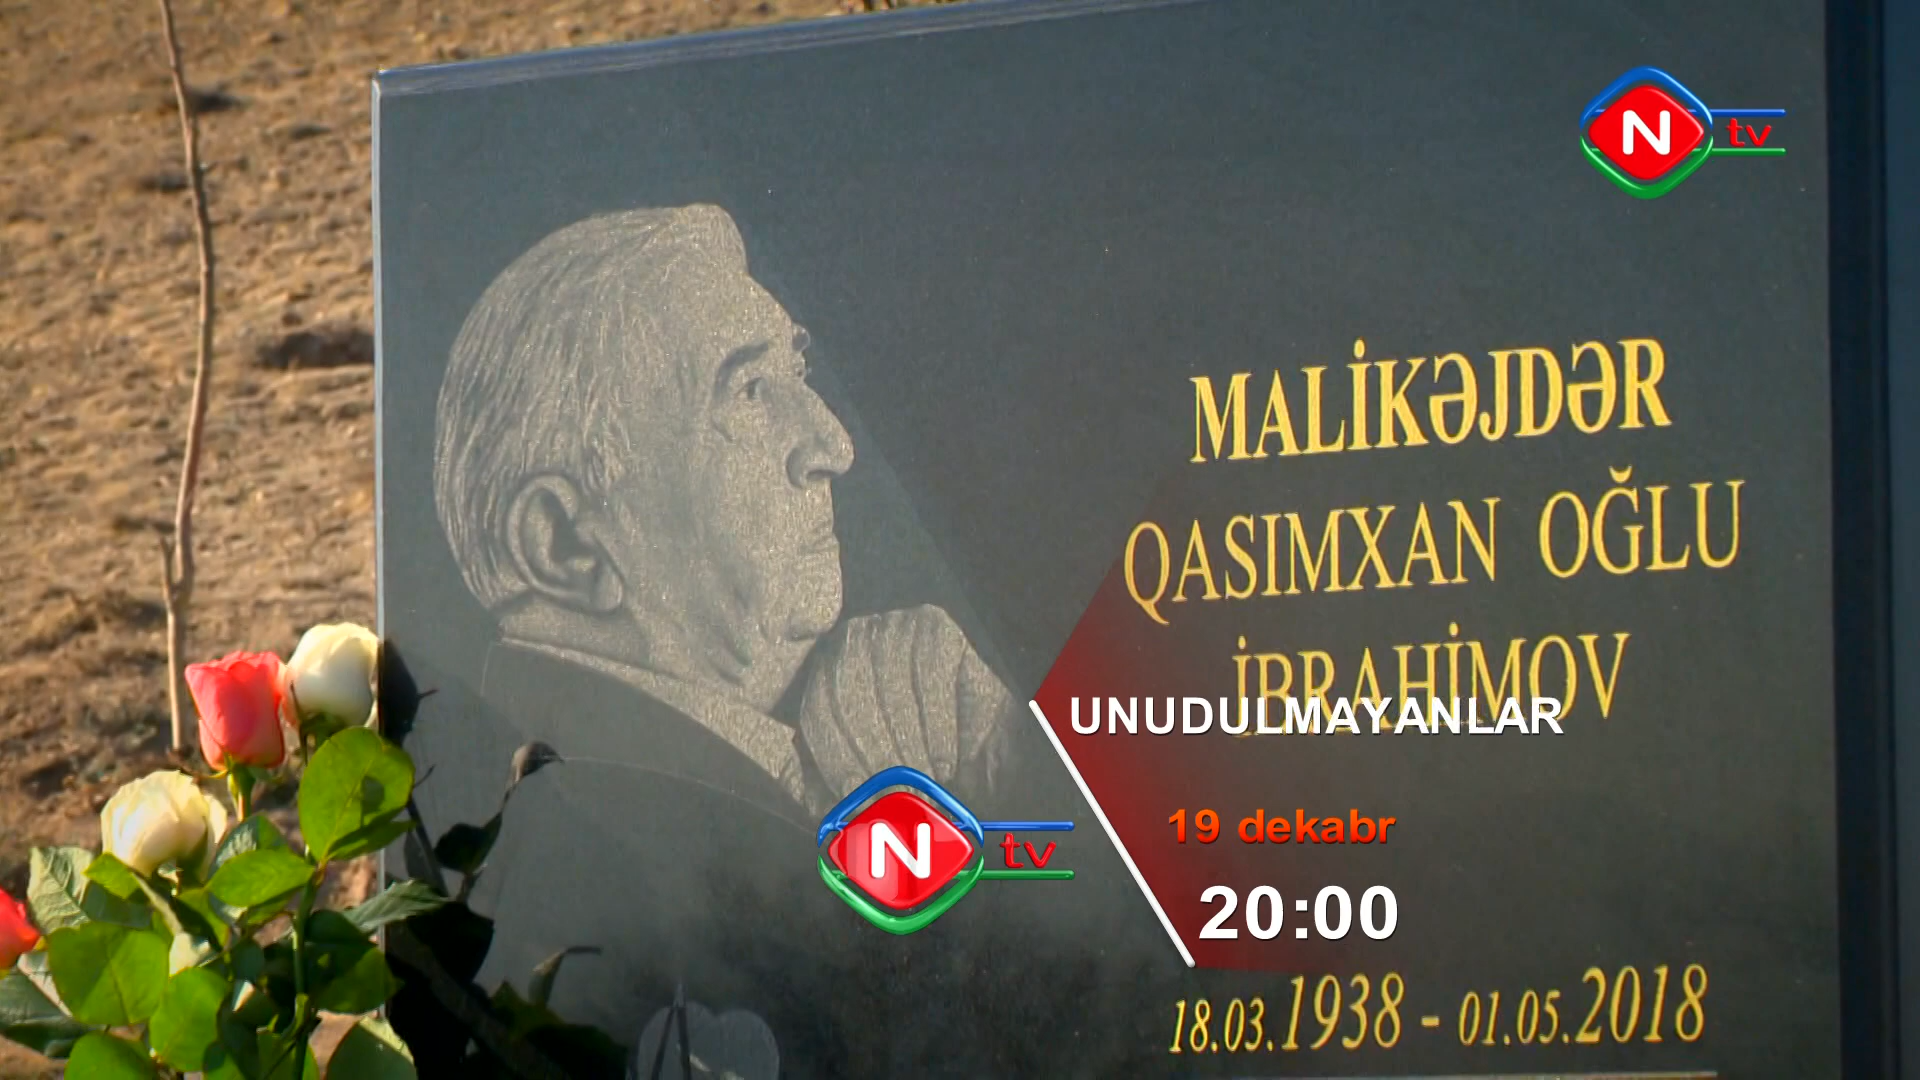 N tv
MALİKƏJDƏR
QASIMXAN OĞLU
İBRAHİMOV
UNUDULMAYANLAR
N tv
19 dekabr
20:00
18.03.1938 - 01.05.2018